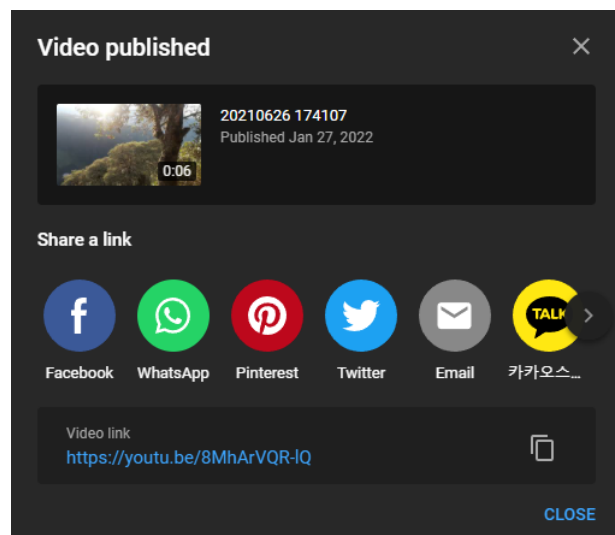 Video published
0:06
20210626 174107
Published Jan 27, 2022
Share a link
f
TALK
Facebook
WhatsApp
Pinterest
Twitter
Email
카카오스...
Video link
https://youtu.be/8MhArVQR-lQ
CLOSE